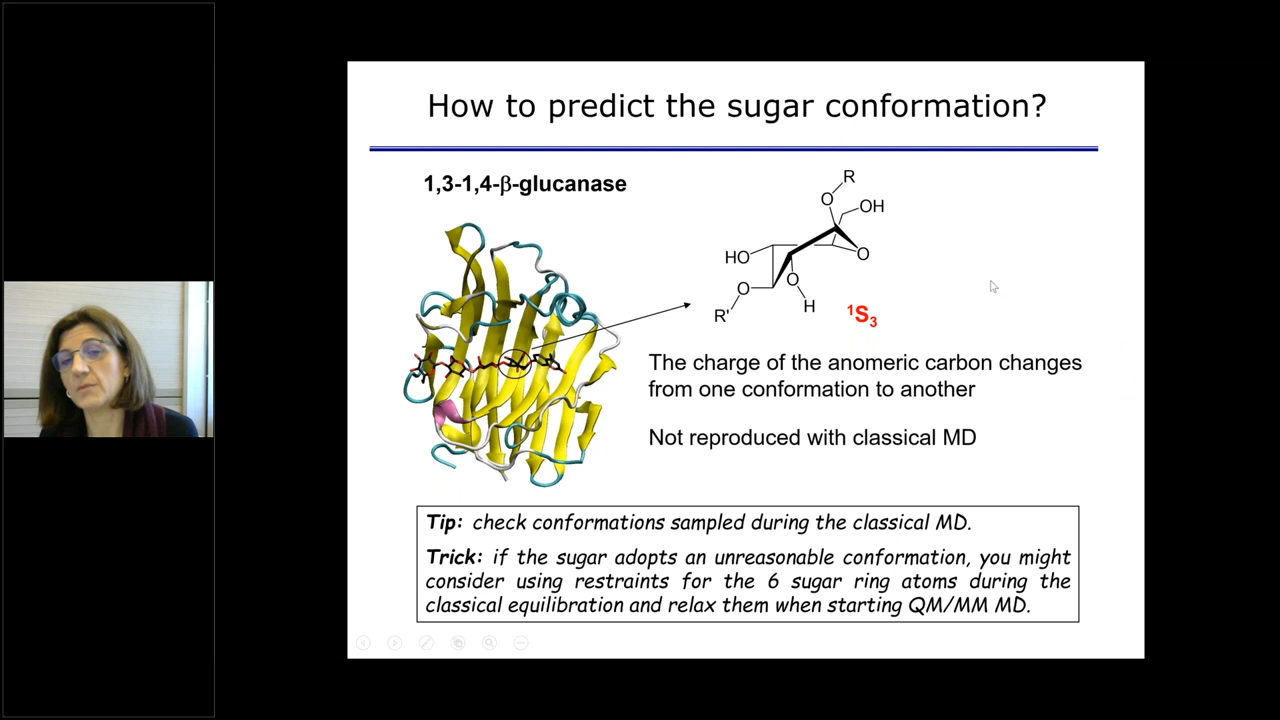 How to predict the sugar conformation?
1,3-1,4-β-glucanase
R
O
OH
HO
O
O
O
H
R'
¹S₃
The charge of the anomeric carbon changes
from one conformation to another
Not reproduced with classical MD
Tip: check conformations sampled during the classical MD.
Trick: if the sugar adopts an unreasonable conformation, you might
consider using restraints for the 6 sugar ring atoms during the
classical equilibration and relax them when starting QM/MM MD.